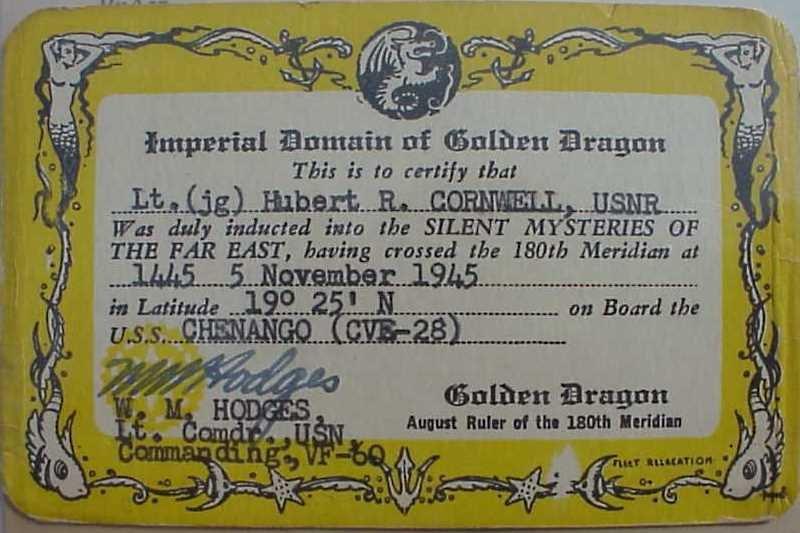 Imperial Domain of Golden Dragon
This is to certify that
Lt.(jg) Hubert R. CORNWELL, USNR
Was duly inducted into the SILENT MYSTERIES OF
THE FAR EAST, having crossed the 180th Meridian at
1445 5 November 1945
in Latitude 19° 25' N on Board the
U.S.S. CHENANGO (CVE-28)
WM Hodges
W. M. HODGES,
Lt. Comdr., USN,
Commanding, VF-60
Golden Dragon
August Ruler of the 180th Meridian
FLEET RECREATION